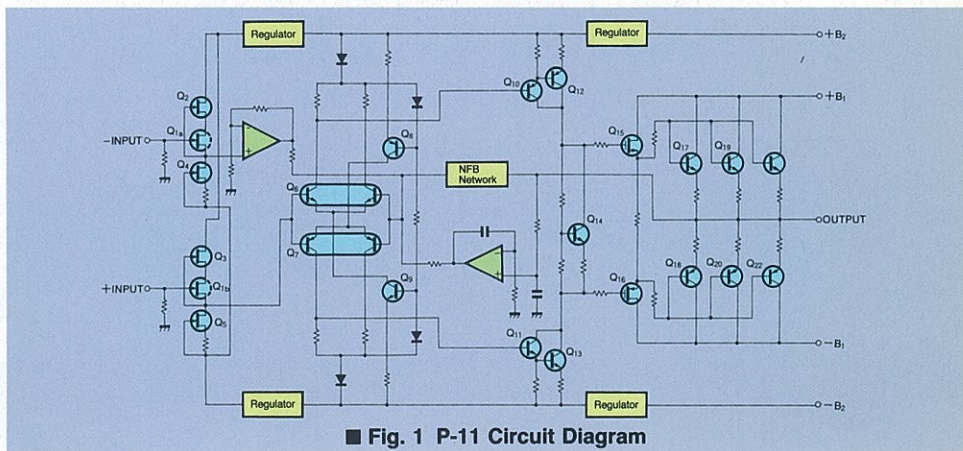 Regulator
Regulator
+B2
Q2
Q10
Q12
+B1
Q1a
Q8
Q15
−INPUT
Q4
Q17
Q19
NFB
Network
Q6
OUTPUT
Q3
Q7
Q14
Q18
Q20
Q22
+INPUT
Q1b
Q9
Q16
Q5
Q11
−B1
Q13
Regulator
Regulator
−B2
■ Fig. 1 P-11 Circuit Diagram